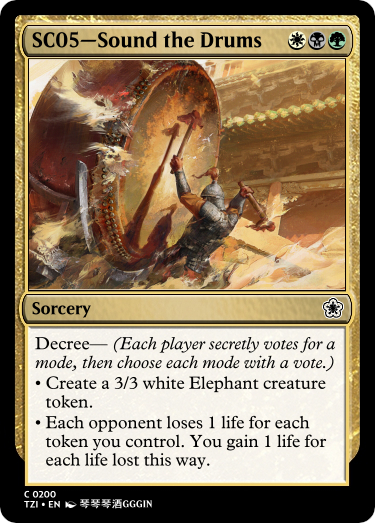 SC05—Sound the Drums
Sorcery
Decree— (Each player secretly votes for a
mode, then choose each mode with a vote.)
• Create a 3/3 white Elephant creature
token.
• Each opponent loses 1 life for each
token you control. You gain 1 life for
each life lost this way.
C 0200
TZI • EN 琴琴琴酒GGGIN